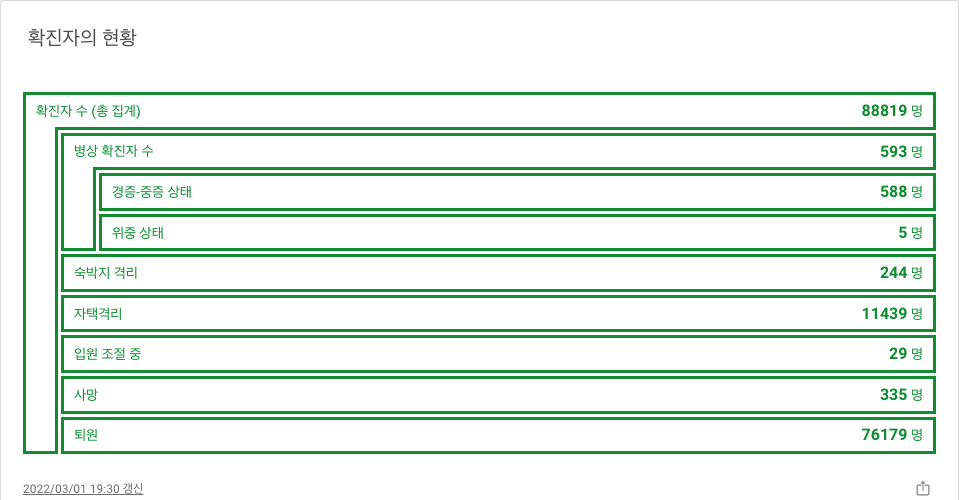 확진자의 현황
확진자 수 (총 집계) 88819 명
병상 확진자 수 593 명
경증-중증 상태 588 명
위중 상태 5 명
숙박지 격리 244 명
자택격리 11439 명
입원 조절 중 29 명
사망 335 명
퇴원 76179 명
2022/03/01 19:30 갱신